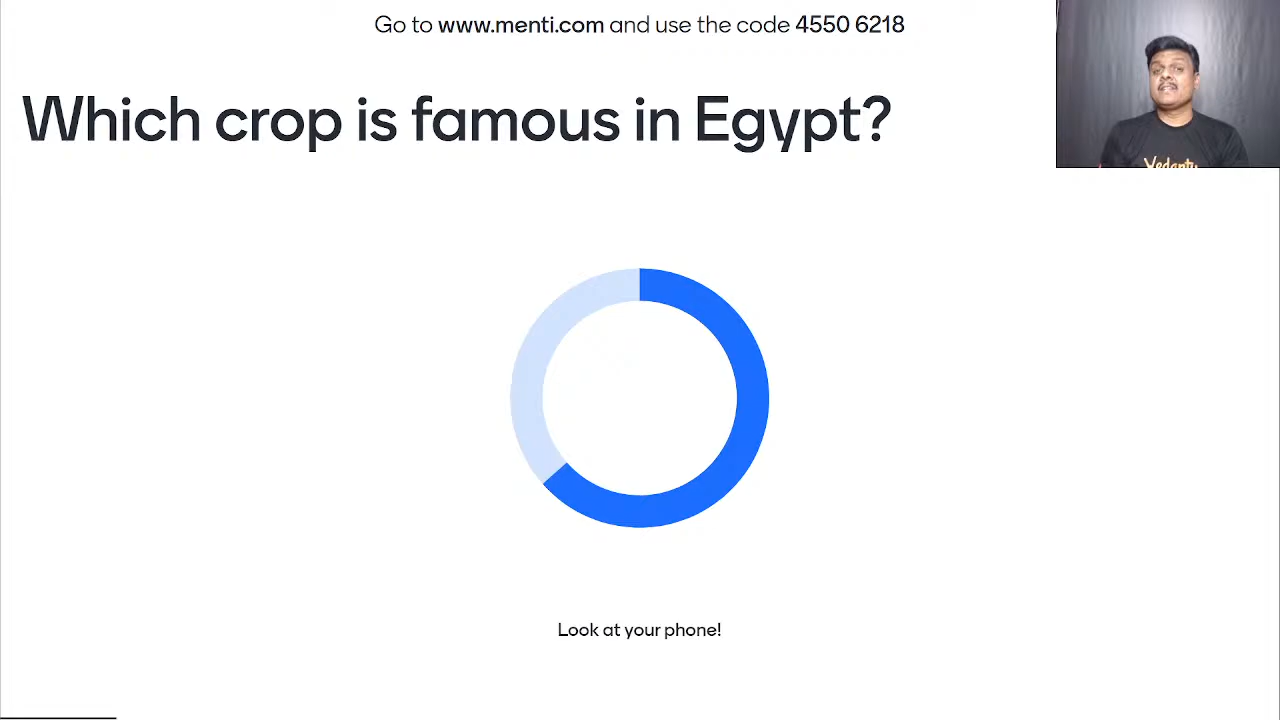 Go to www.menti.com and use the code 4550 6218
Which crop is famous in Egypt?
Look at your phone!